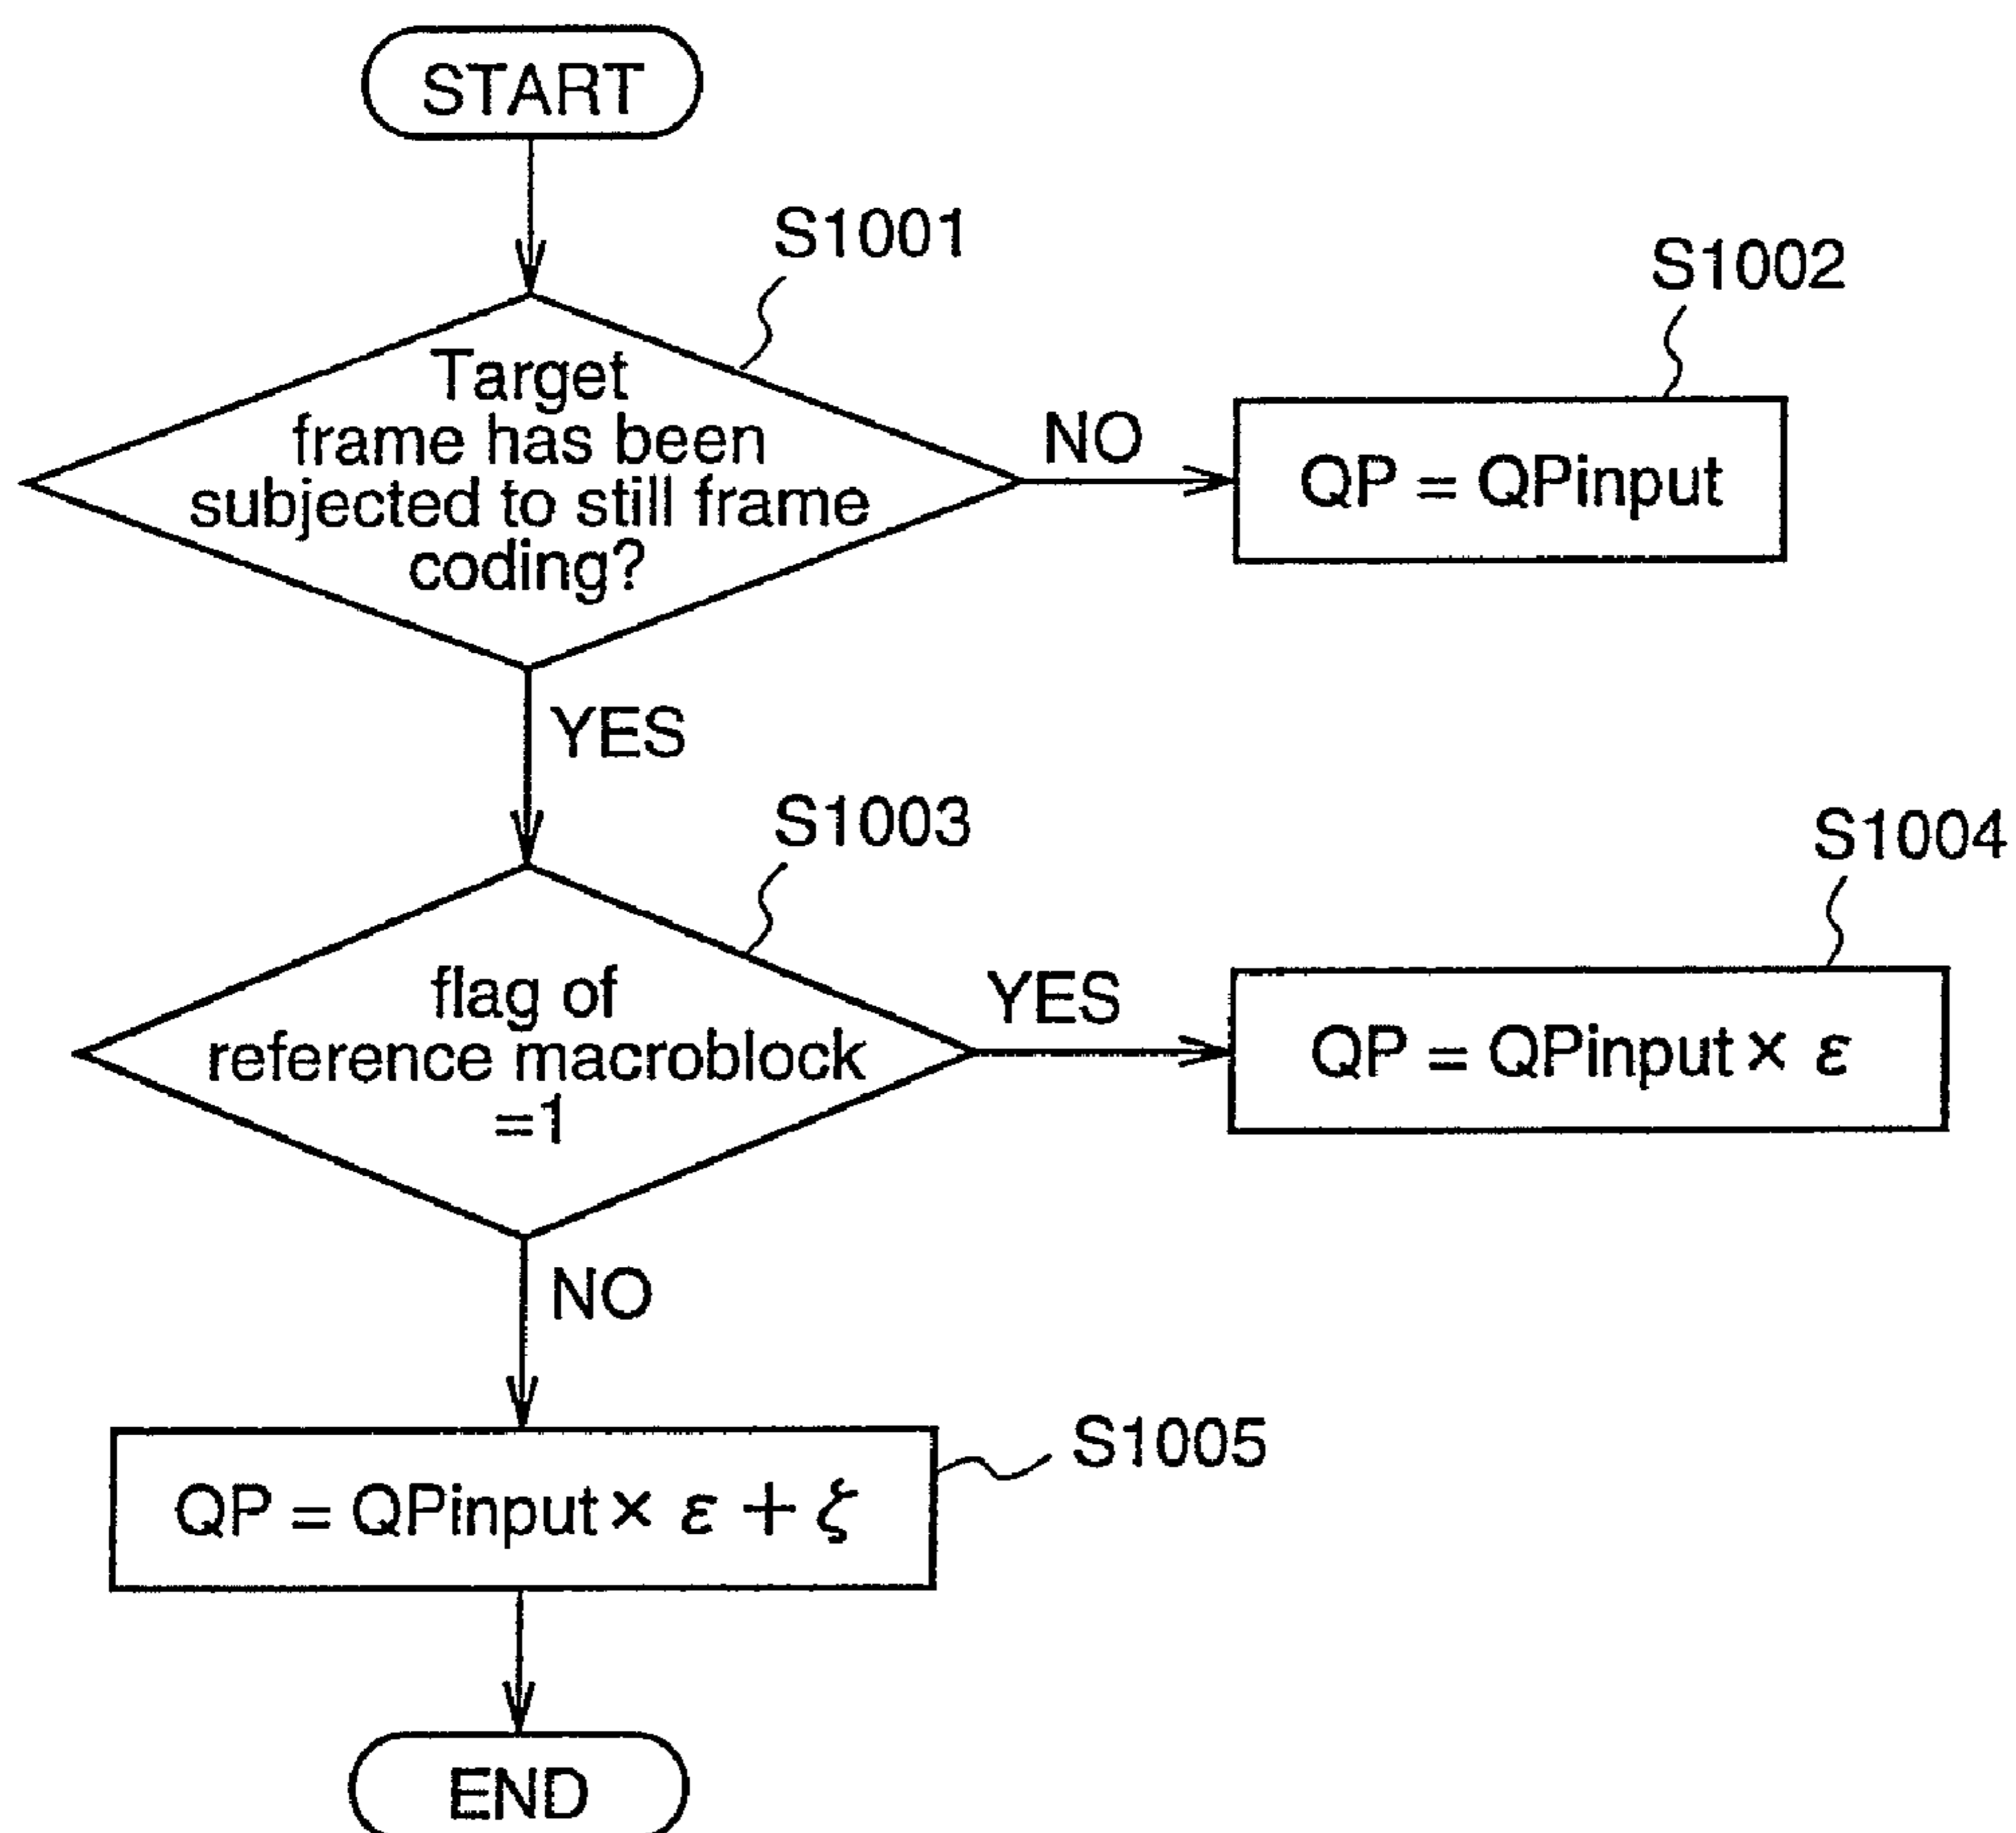 START
S1001
S1002
Target
frame has been
subjected to still frame
coding?
NO
QP = QPinput
YES
S1003
S1004
flag of
reference macroblock
=1
YES
QP = QPinput × ε
NO
S1005
QP = QPinput × ε + ζ
END